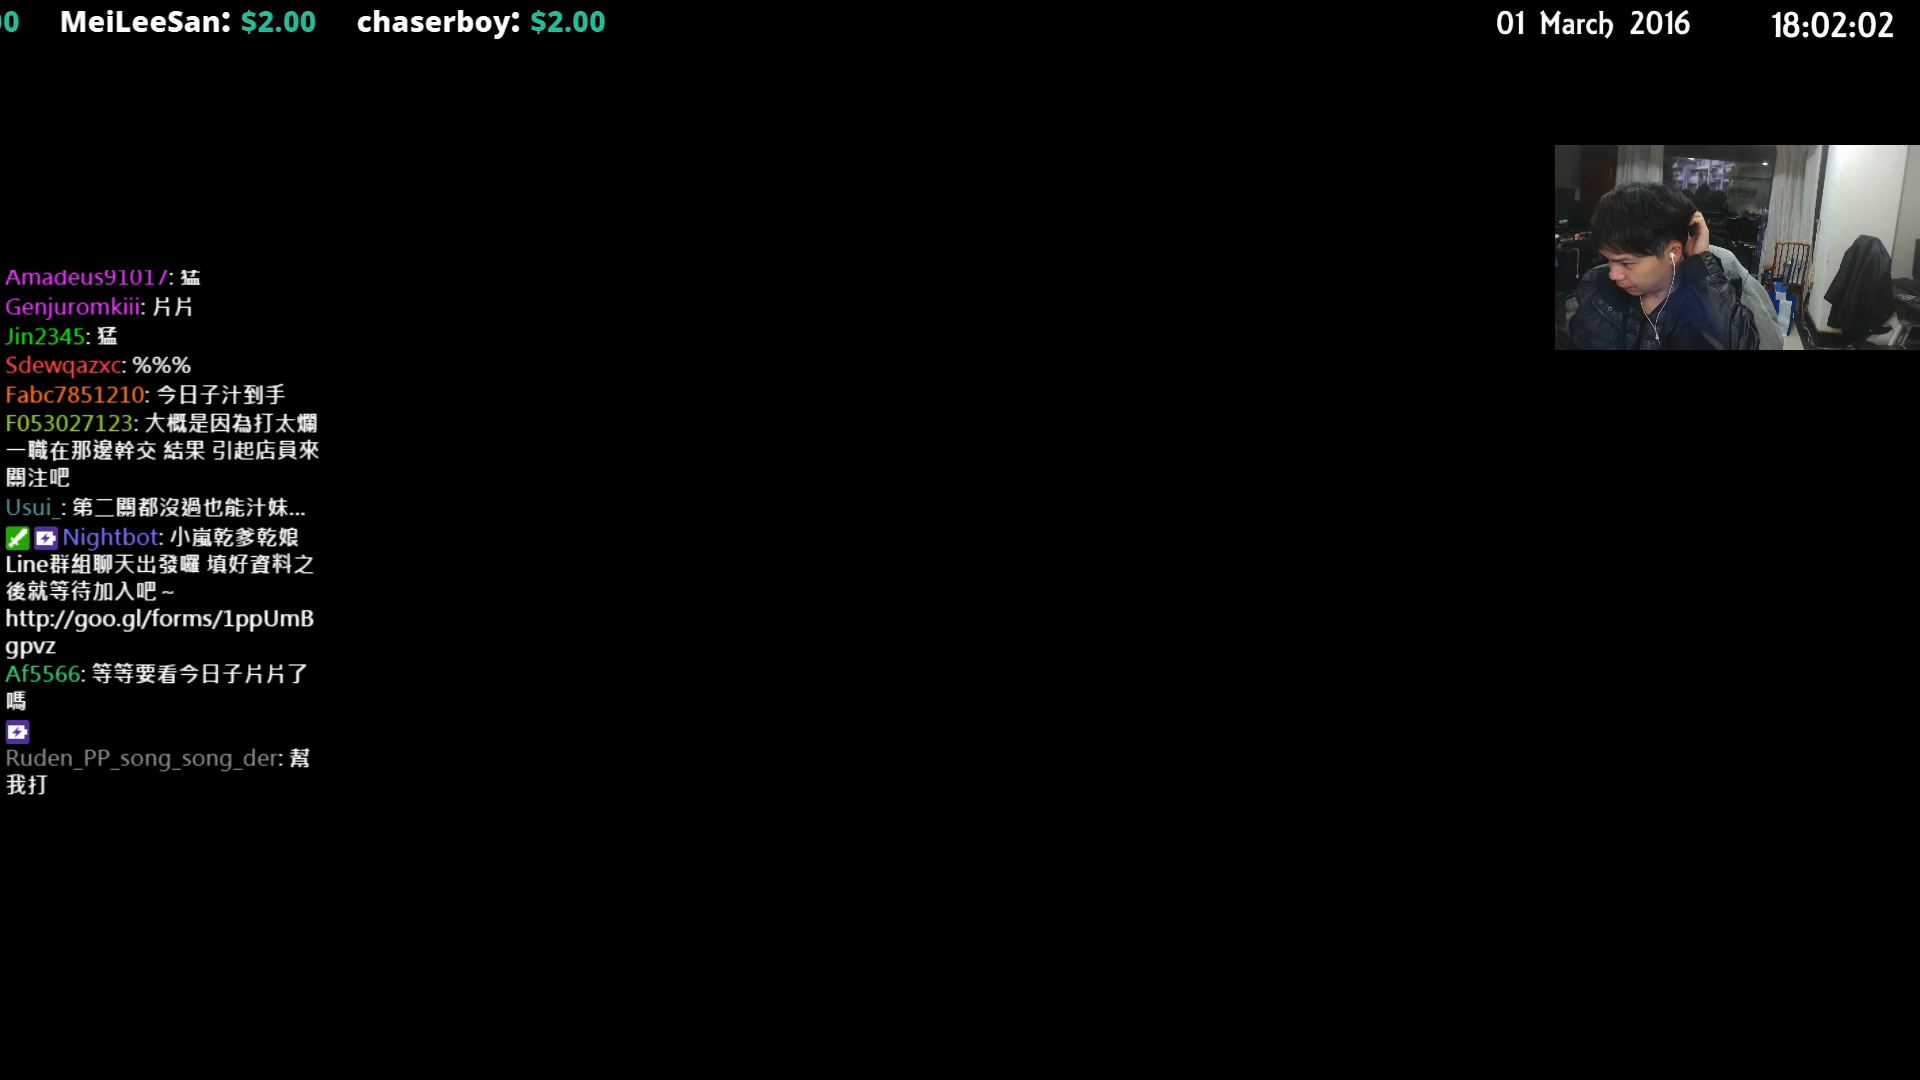 00 MeiLeeSan: $2.00 chaserboy: $2.00
01 March 2016 18:02:02
Amadeus91017: 猛
Genjuromkiii: 片片
Jin2345: 猛
Sdewqazxc: %%%
Fabc7851210: 今日子汁到手
F053027123: 大概是因為打太爛
一職在那邊幹交 結果 引起店員來
關注吧
Usui_: 第二關都沒過也能汁妹...
Nightbot: 小嵐乾爹乾娘
Line群組聊天出發囉 填好資料之
後就等待加入吧～
http://goo.gl/forms/1ppUmB
gpvz
Af5566: 等等要看今日子片片了
嗎
Ruden_PP_song_song_der: 幫
我打